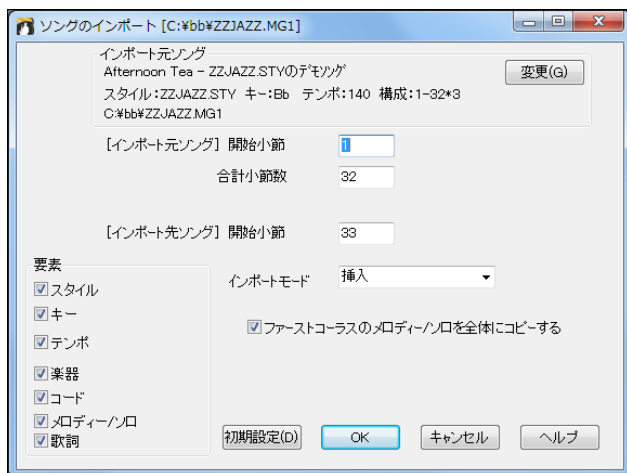 ソングのインポート [C:¥bb¥ZZJAZZ.MG1]
インポート元ソング
Afternoon Tea - ZZJAZZ.STYのデモソング
変更(G)
スタイル:ZZJAZZ.STY キー:Bb テンポ:140 構成:1-32*3
C:¥bb¥ZZJAZZ.MG1
[インポート元ソング] 開始小節 1
合計小節数 32
[インポート先ソング] 開始小節 33
要素
インポートモード 挿入
スタイル
キー
ファーストコーラスのメロディー/ソロを全体にコピーする
テンポ
楽器
コード
メロディー/ソロ
歌詞
初期設定(D) OK キャンセル ヘルプ